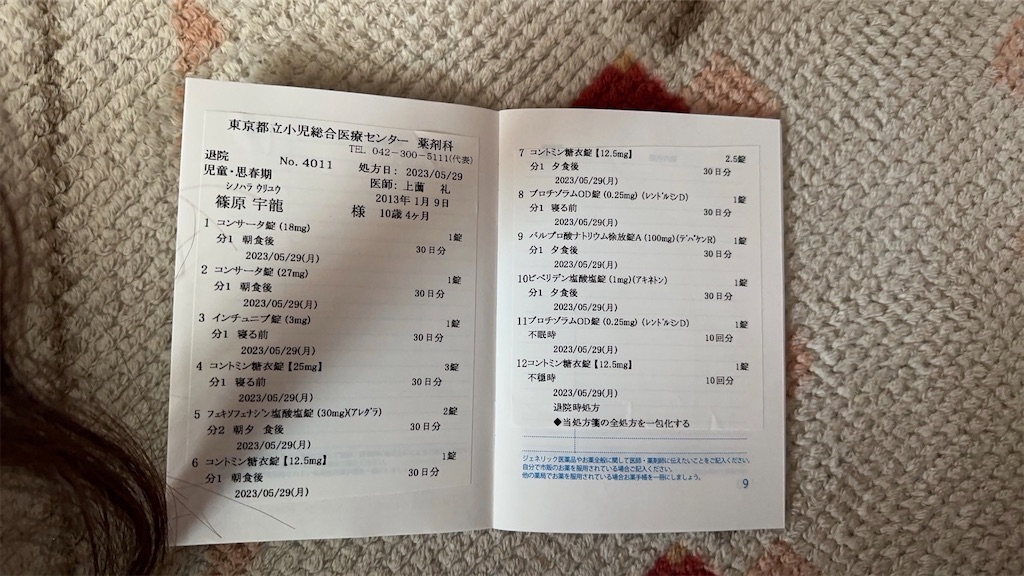 東京都立小児総合医療センター 薬剤科
TEL 042-300-5111(代表)
退院 No. 4011 処方日: 2023/05/29
児童・思春期 医師: 上薗 礼
シノハラ ウリュウ 2013年 1月 9日
篠原 宇龍 様 10歳 4ヶ月
1 コンサータ錠 (18mg) 1錠
分1 朝食後 30日分
2023/05/29(月)
2 コンサータ錠 (27mg) 1錠
分1 朝食後 30日分
2023/05/29(月)
3 インチュニブ錠 (3mg) 1錠
分1 寝る前 30日分
2023/05/29(月)
4 コントミン糖衣錠【25mg】 3錠
分1 寝る前 30日分
2023/05/29(月)
5 フェキソフェナジン塩酸塩錠 (30mg)(アレグラ) 2錠
分2 朝夕 食後 30日分
2023/05/29(月)
6 コントミン糖衣錠【12.5mg】 1錠
分1 朝食後 30日分
2023/05/29(月)
7 コントミン糖衣錠【12.5mg】 2.5錠
分1 夕食後 30日分
2023/05/29(月)
8 ブロチゾラムOD錠 (0.25mg) (レンドルミンD) 1錠
分1 寝る前 30日分
2023/05/29(月)
9 バルプロ酸ナトリウム徐放錠A (100mg)(デパケンR) 1錠
分1 夕食後 30日分
2023/05/29(月)
10ビペリデン塩酸塩錠 (1mg)(アキネトン) 1錠
分1 夕食後 30日分
2023/05/29(月)
11ブロチゾラムOD錠 (0.25mg) (レンドルミンD) 1錠
不眠時 10回分
2023/05/29(月)
12コントミン糖衣錠【12.5mg】 1錠
不穏時 10回分
2023/05/29(月)
退院時処方
◆当処方箋の全処方を一包化する
ジェネリック医薬品やお薬全般に関して医師・薬剤師に伝えたいことをご記入ください。
自分で市販のお薬を服用されている場合ご記入ください。
他の薬局でお薬を服用されている場合お薬手帳を一冊にしましょう。
9